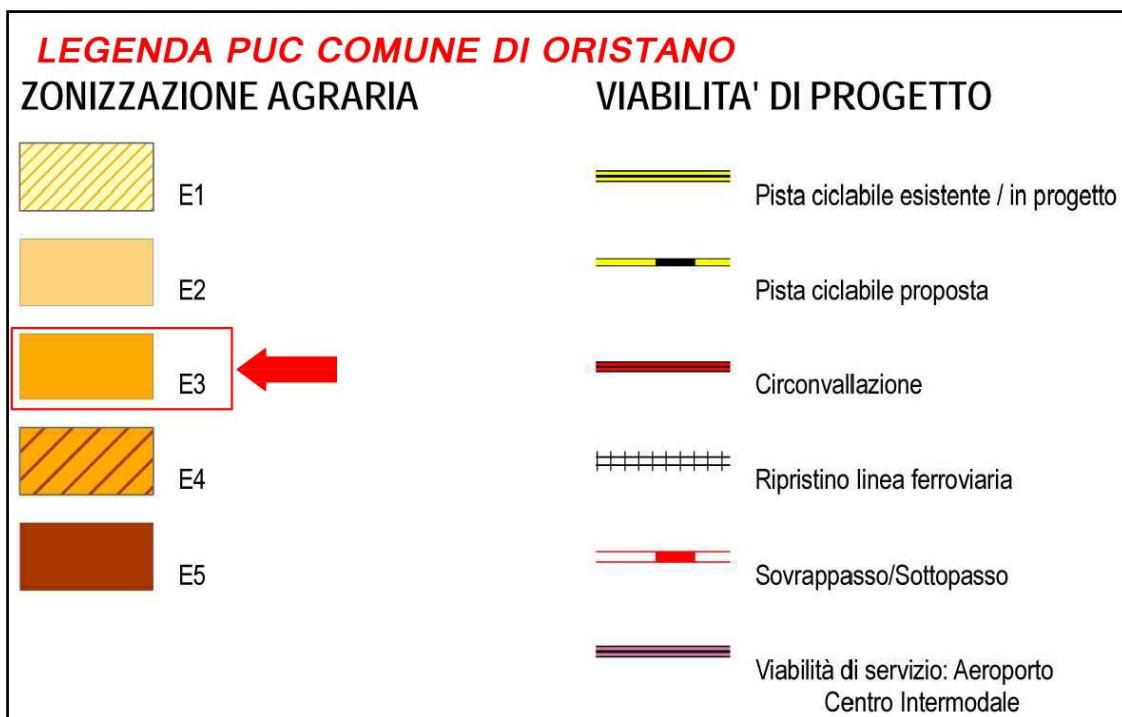 LEGENDA PUC COMUNE DI ORISTANO
ZONIZZAZIONE AGRARIA
E1
E2
E3
E4
E5
VIABILITA' DI PROGETTO
Pista ciclabile esistente / in progetto
Pista ciclabile proposta
Circonvallazione
Ripristino linea ferroviaria
Sovrappasso/Sottopasso
Viabilità di servizio: Aeroporto
Centro Intermodale